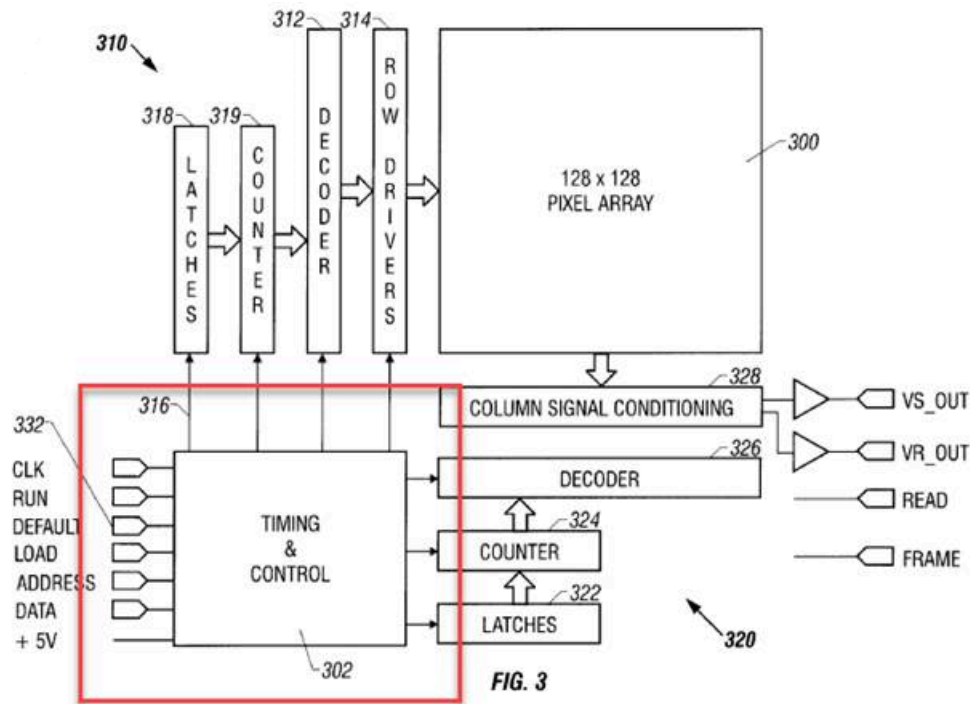 310
312
314
318
319
LATCHES
COUNTER
DECODER
ROW DRIVERS
300
128 x 128
PIXEL ARRAY
328
COLUMN SIGNAL CONDITIONING
VS_OUT
316
332
326
VR_OUT
CLK
DECODER
RUN
READ
DEFAULT
TIMING
&
CONTROL
324
COUNTER
LOAD
FRAME
ADDRESS
322
DATA
LATCHES
+ 5V
302
320
FIG. 3